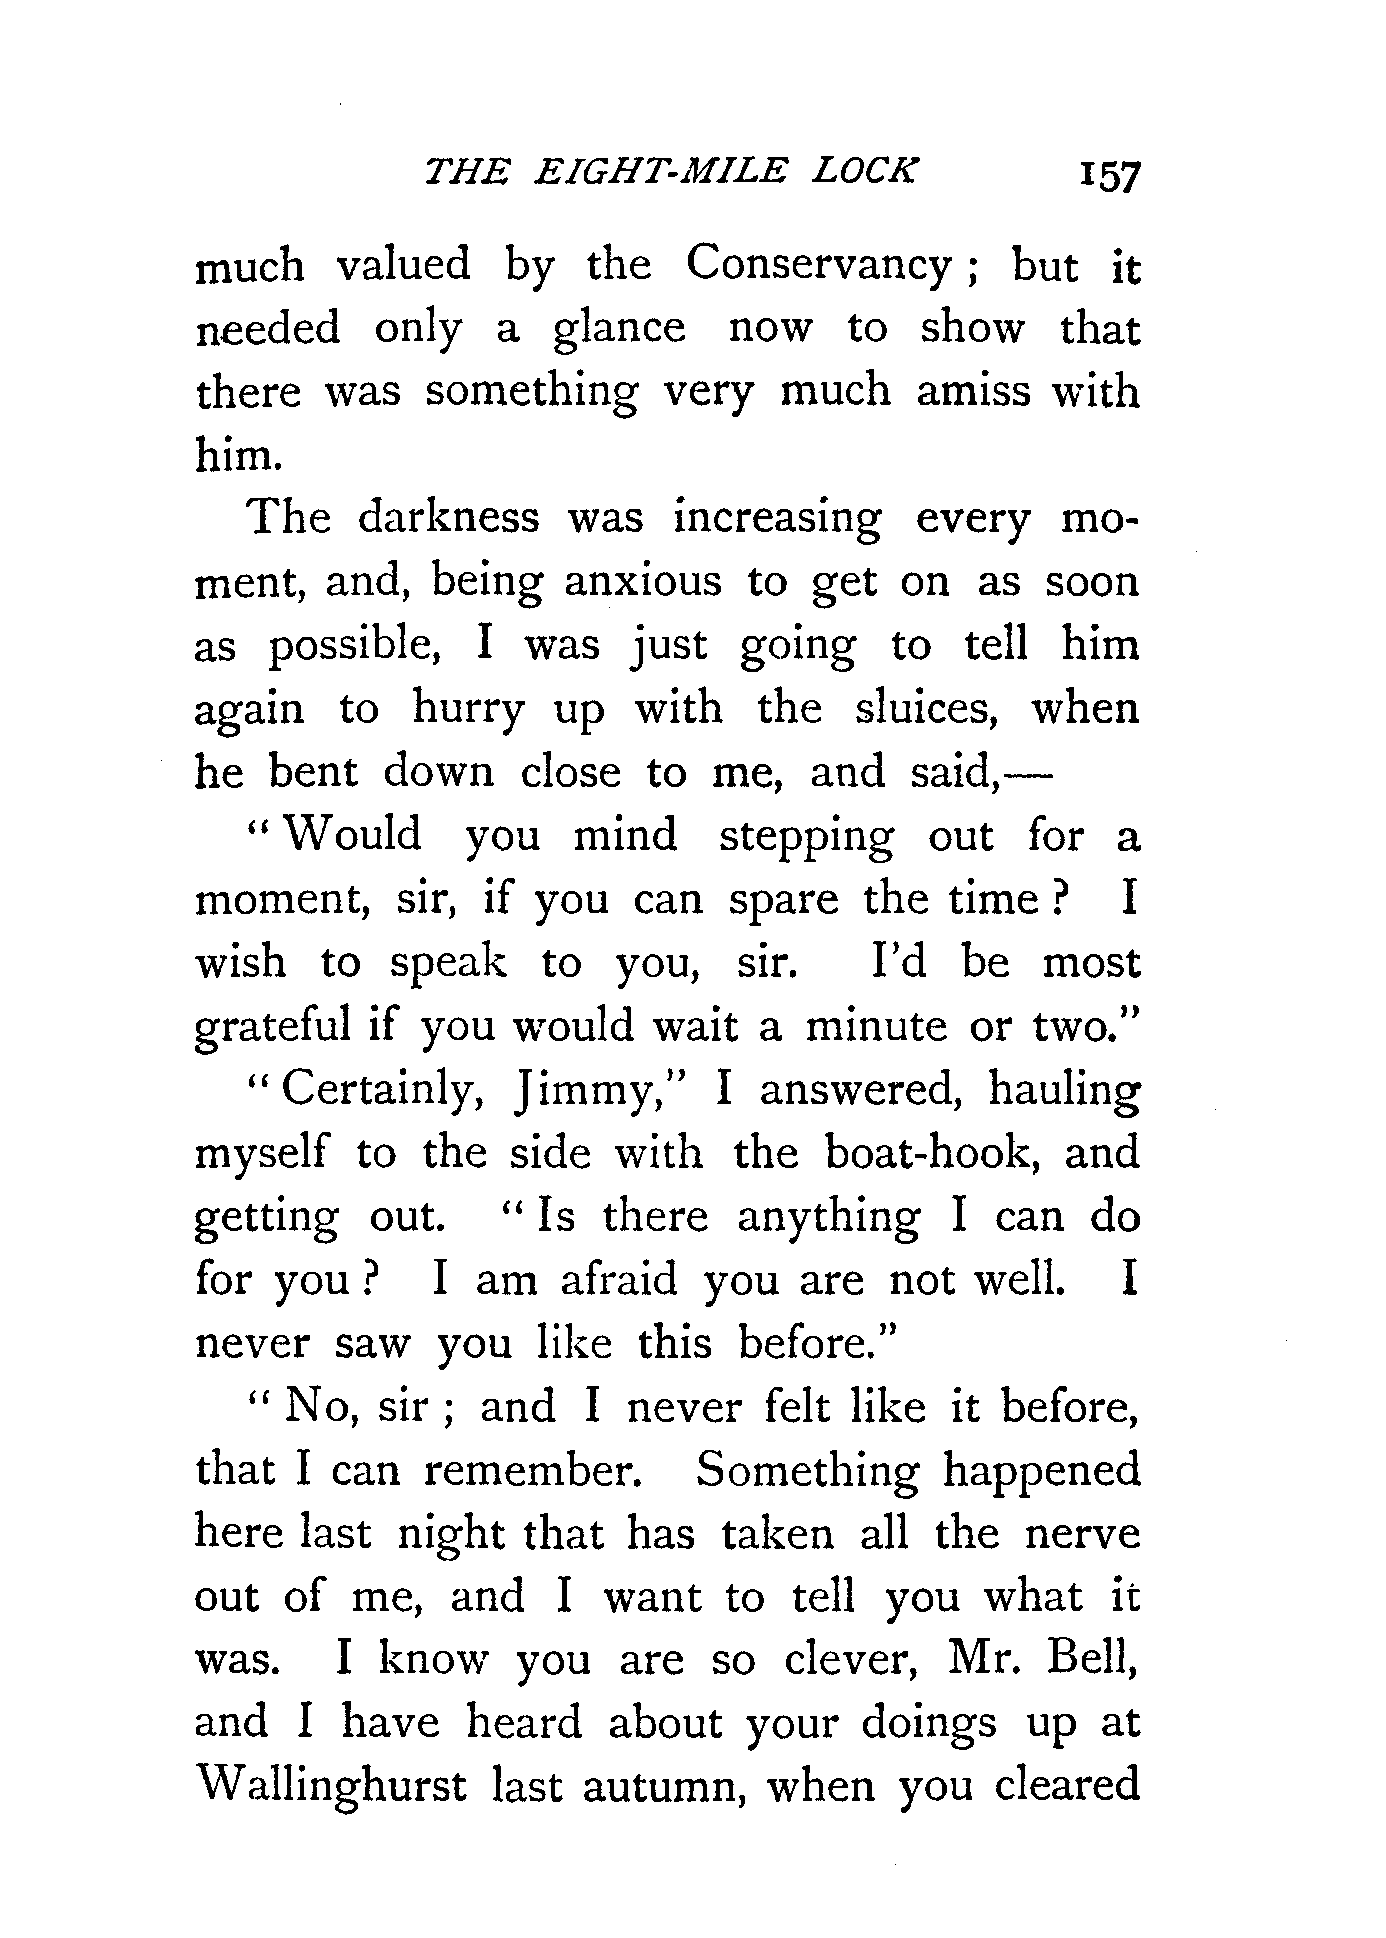 THE EIGHT-MILE LOCK 157
much valued by the Conservancy ; but it
needed only a glance now to show that
there was something very much amiss with
him.
The darkness was increasing every mo-
ment, and, being anxious to get on as soon
as possible, I was just going to tell him
again to hurry up with the sluices, when
he bent down close to me, and said,—
“ Would you mind stepping out for a
moment, sir, if you can spare the time ? I
wish to speak to you, sir. I’d be most
grateful if you would wait a minute or two.”
“ Certainly, Jimmy,” I answered, hauling
myself to the side with the boat-hook, and
getting out. “ Is there anything I can do
for you ? I am afraid you are not well. I
never saw you like this before.”
“ No, sir ; and I never felt like it before,
that I can remember. Something happened
here last night that has taken all the nerve
out of me, and I want to tell you what it
was. I know you are so clever, Mr. Bell,
and I have heard about your doings up at
Wallinghurst last autumn, when you cleared